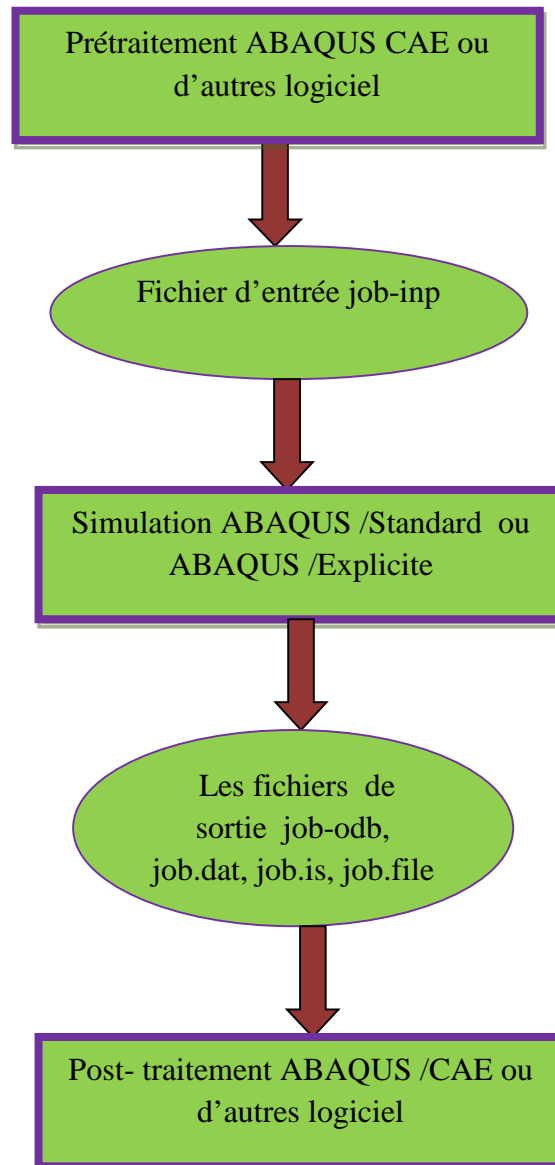 Prétraitement ABAQUS CAE ou
d’autres logiciel
Fichier d’entrée job-inp
Simulation ABAQUS /Standard ou
ABAQUS /Explicite
Les fichiers de
sortie job-odb,
job.dat, job.is, job.file
Post- traitement ABAQUS /CAE ou
d’autres logiciel